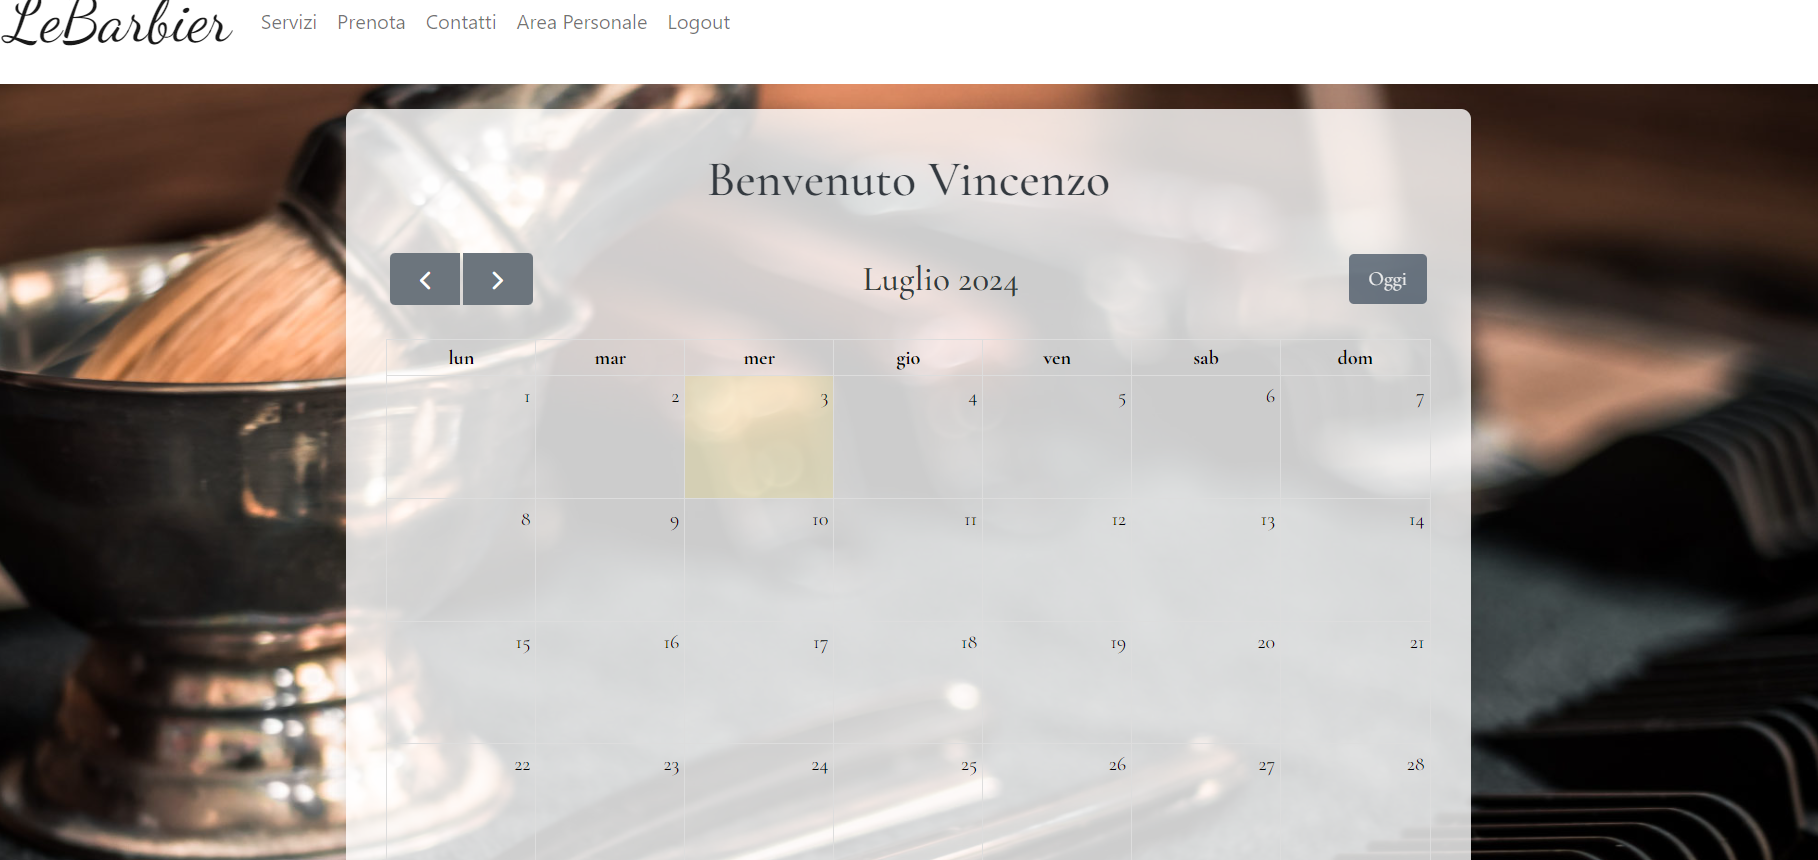 LeBarbier Servizi Prenota Contatti Area Personale Logout
Benvenuto Vincenzo
Luglio 2024 Oggi
lun mar mer gio ven sab dom
1 2 3 4 5 6 7
8 9 10 11 12 13 14
15 16 17 18 19 20 21
22 23 24 25 26 27 28